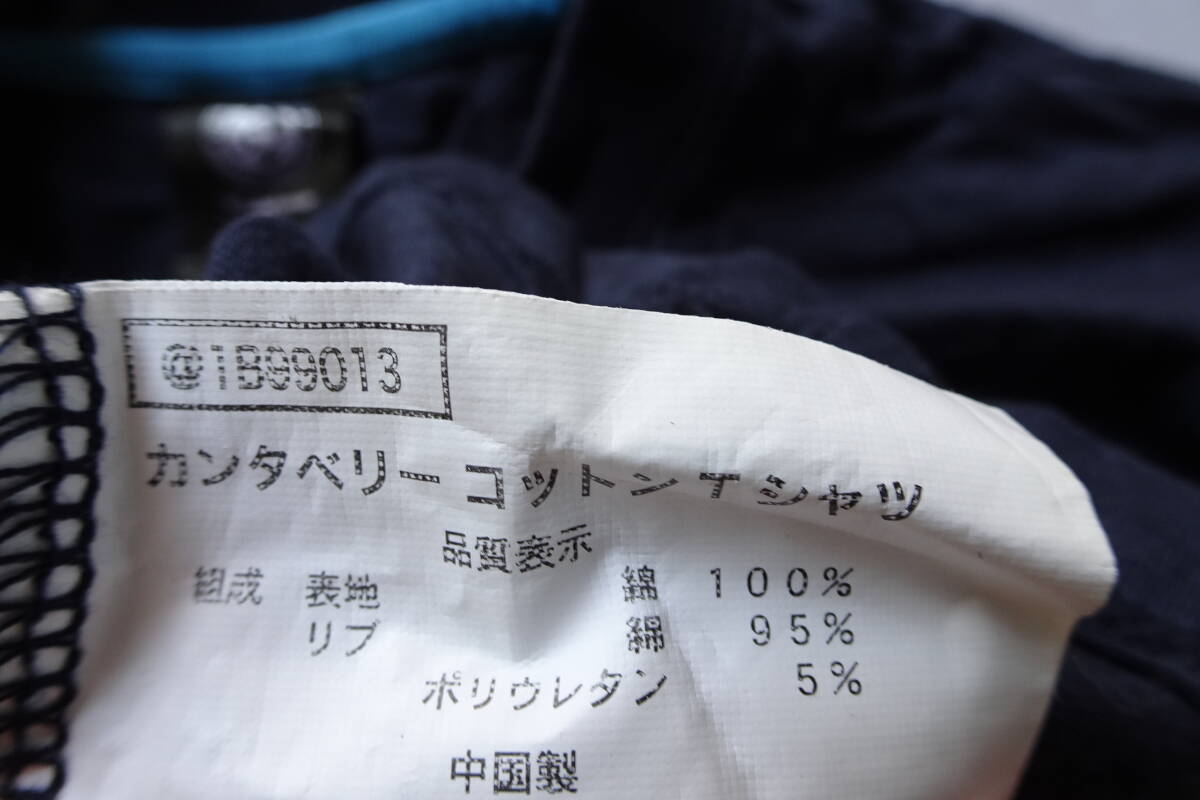 @IB89013
カンタベリー コットンTシャツ
品質表示
組成 表地 綿 100%
リブ 綿 95%
ポリウレタン 5%
中国製